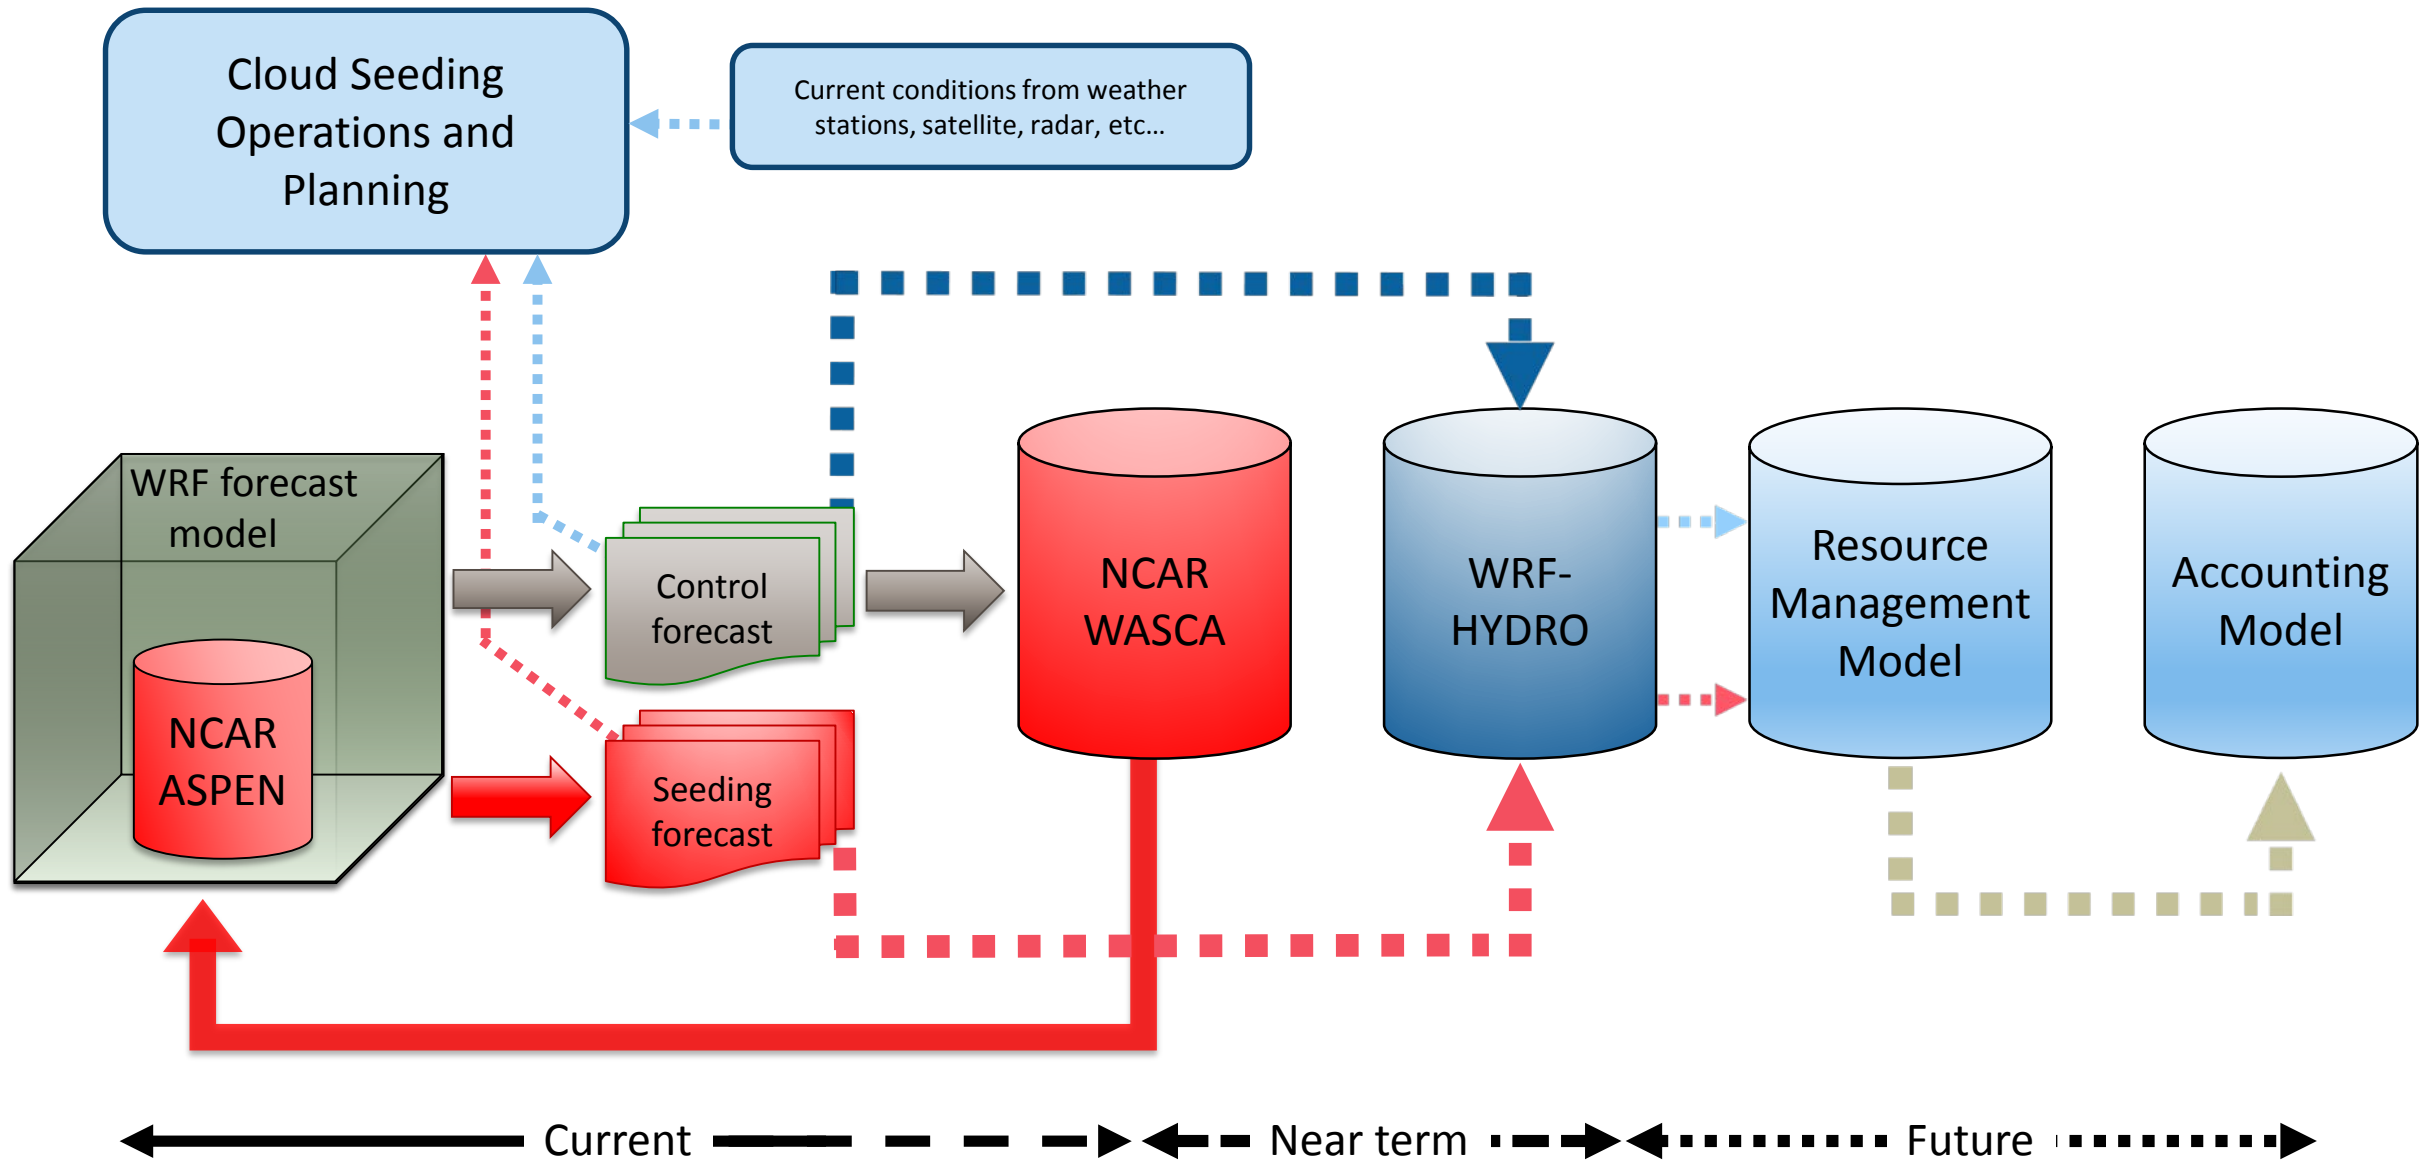 Cloud Seeding
Operations and
Planning
Current conditions from weather
stations, satellite, radar, etc...
WRF forecast
model
NCAR
ASPEN
Control
forecast
Seeding
forecast
NCAR
WASCA
WRF-
HYDRO
Resource
Management
Model
Accounting
Model
Current
Near term
Future